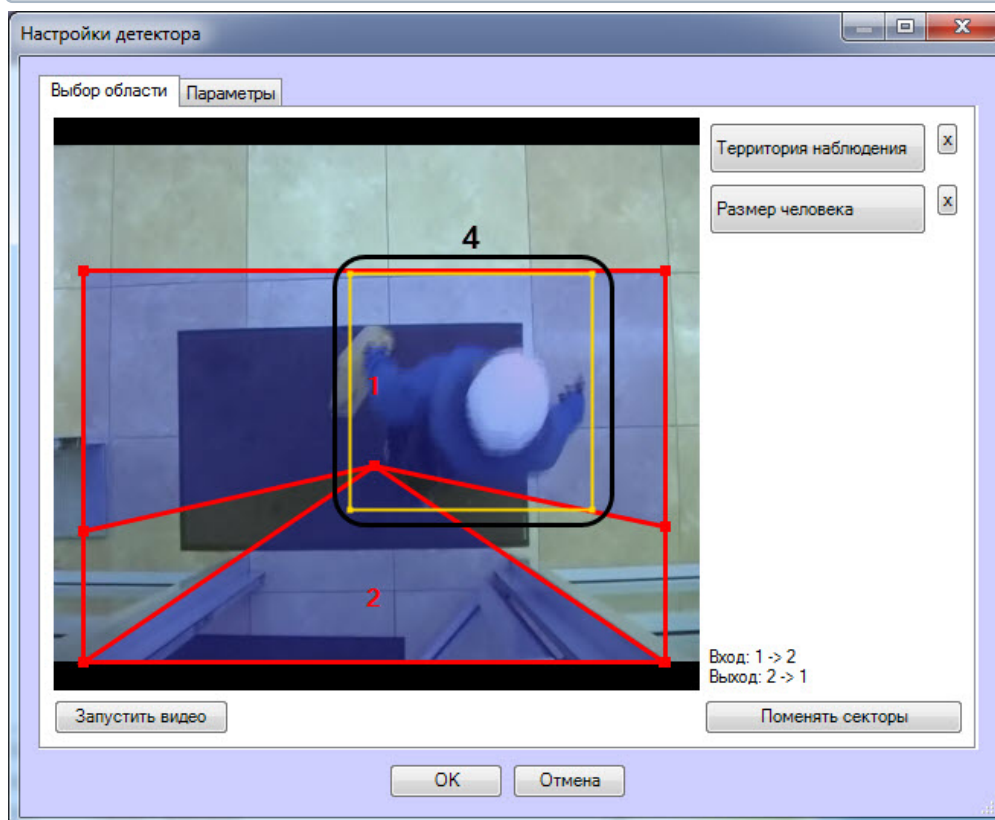 Настройки детектора
Выбор области
Параметры
Территория наблюдения
x
Размер человека
x
4
1
2
Вход: 1 -> 2
Выход: 2 -> 1
Запустить видео
Поменять секторы
OK
Отмена